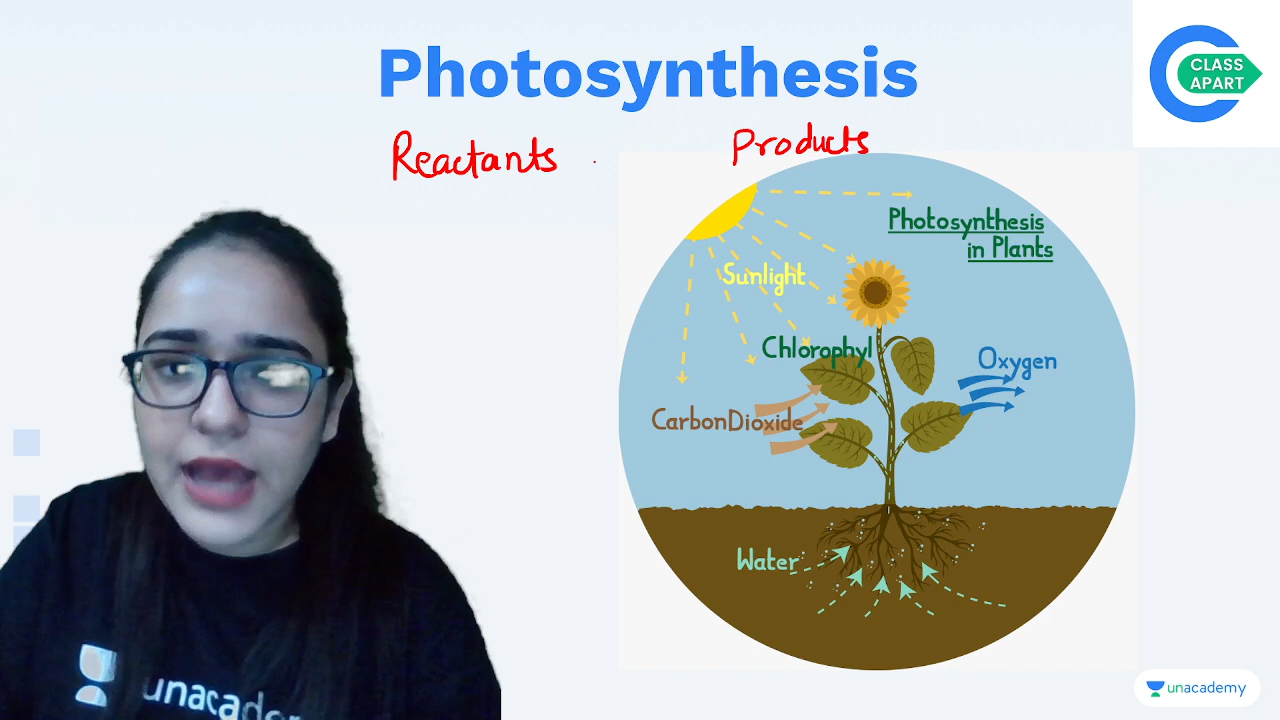 Photosynthesis
CLASS
APART
Reactants
Products
Photosynthesis
in Plants
Sunlight
Chlorophyl
Oxygen
CarbonDioxide
Water
unacademy